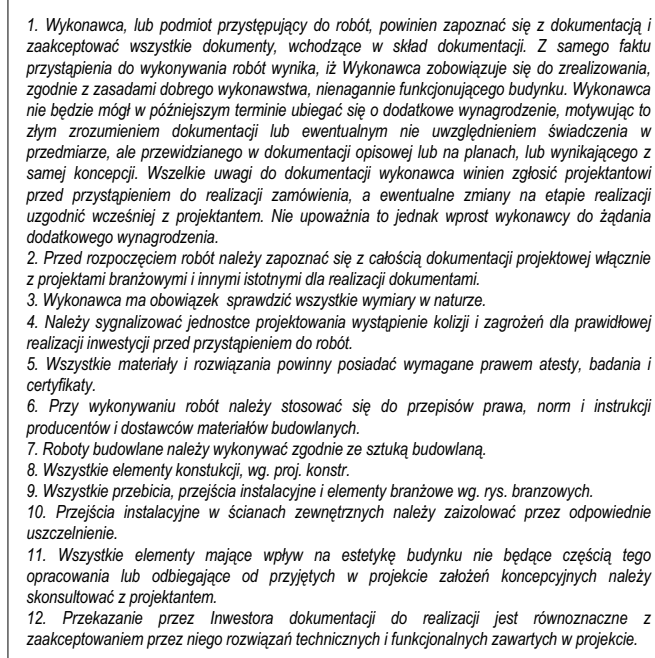 1. Wykonawca, lub podmiot przystępujący do robót, powinien zapoznać się z dokumentacją i
zaakceptować wszystkie dokumenty, wchodzące w skład dokumentacji. Z samego faktu
przystąpienia do wykonywania robót wynika, iż Wykonawca zobowiązuje się do zrealizowania,
zgodnie z zasadami dobrego wykonawstwa, nienagannie funkcjonującego budynku. Wykonawca
nie będzie mógł w późniejszym terminie ubiegać się o dodatkowe wynagrodzenie, motywując to
złym zrozumieniem dokumentacji lub ewentualnym nie uwzględnieniem świadczenia w
przedmiarze, ale przewidzianego w dokumentacji opisowej lub na planach, lub wynikającego z
samej koncepcji. Wszelkie uwagi do dokumentacji wykonawca winien zgłosić projektantowi
przed przystąpieniem do realizacji zamówienia, a ewentualne zmiany na etapie realizacji
uzgodnić wcześniej z projektantem. Nie upoważnia to jednak wprost wykonawcy do żądania
dodatkowego wynagrodzenia.
2. Przed rozpoczęciem robót należy zapoznać się z całością dokumentacji projektowej włącznie
z projektami branżowymi i innymi istotnymi dla realizacji dokumentami.
3. Wykonawca ma obowiązek sprawdzić wszystkie wymiary w naturze.
4. Należy sygnalizować jednostce projektowania wystąpienie kolizji i zagrożeń dla prawidłowej
realizacji inwestycji przed przystąpieniem do robót.
5. Wszystkie materiały i rozwiązania powinny posiadać wymagane prawem atesty, badania i
certyfikaty.
6. Przy wykonywaniu robót należy stosować się do przepisów prawa, norm i instrukcji
producentów i dostawców materiałów budowlanych.
7. Roboty budowlane należy wykonywać zgodnie ze sztuką budowlaną.
8. Wszystkie elementy konstukcji, wg. proj. konstr.
9. Wszystkie przebicia, przejścia instalacyjne i elementy branżowe wg. rys. branzowych.
10. Przejścia instalacyjne w ścianach zewnętrznych należy zaizolować przez odpowiednie
uszczelnienie.
11. Wszystkie elementy mające wpływ na estetykę budynku nie będące częścią tego
opracowania lub odbiegające od przyjętych w projekcie założeń koncepcyjnych należy
skonsultować z projektantem.
12. Przekazanie przez Inwestora dokumentacji do realizacji jest równoznaczne z
zaakceptowaniem przez niego rozwiązań technicznych i funkcjonalnych zawartych w projekcie.